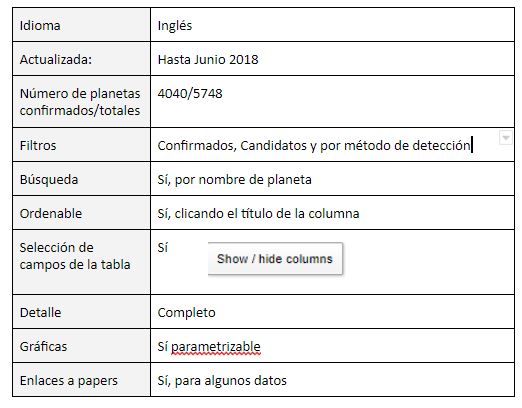 Idioma Inglés
Actualizada: Hasta Junio 2018
Número de planetas confirmados/totales 4040/5748
Filtros Confirmados, Candidatos y por método de detección
Búsqueda Sí, por nombre de planeta
Ordenable Sí, clicando el título de la columna
Selección de campos de la tabla Sí Show / hide columns
Detalle Completo
Gráficas Sí parametrizable
Enlaces a papers Sí, para algunos datos